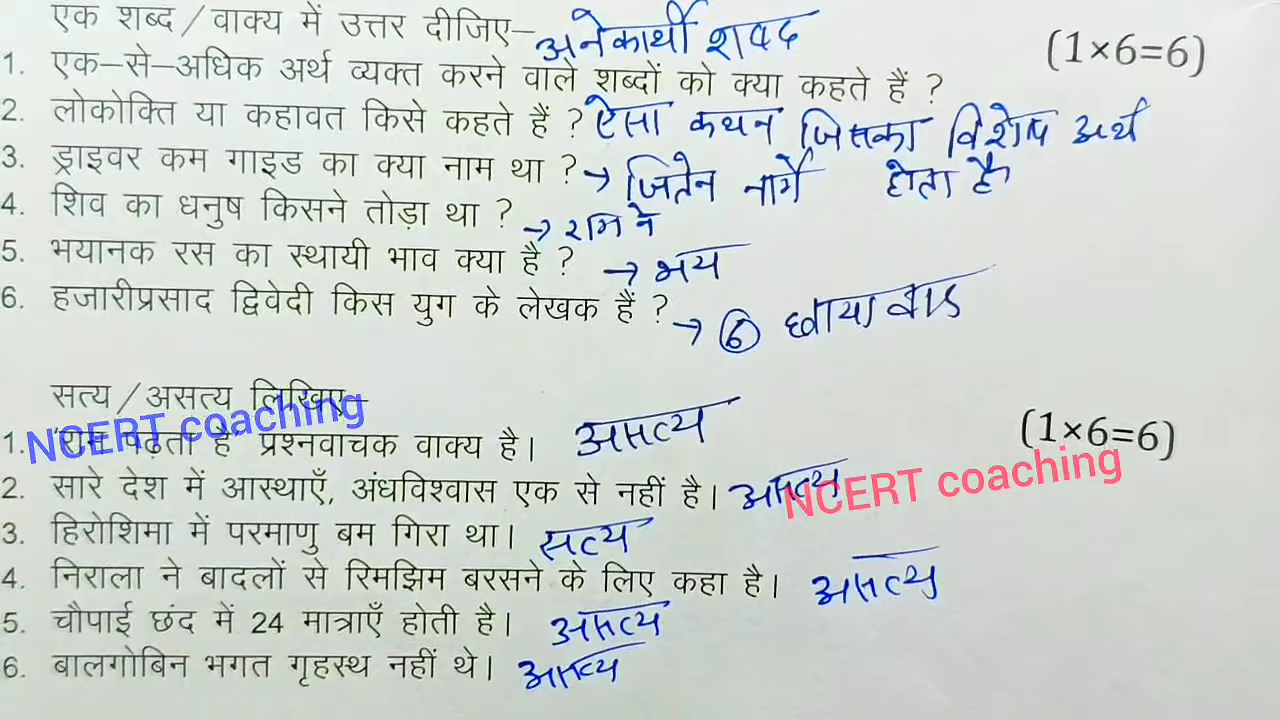 एक शब्द/वाक्य में उत्तर दीजिए– अनेकार्थी शब्द (1×6=6)
1. एक–से–अधिक अर्थ व्यक्त करने वाले शब्दों को क्या कहते हैं ?
2. लोकोक्ति या कहावत किसे कहते हैं ? ऐसा कथन जिसका विशेष अर्थ
होता है
3. ड्राइवर कम गाइड का क्या नाम था ? → जितेन नार्गे
4. शिव का धनुष किसने तोड़ा था ? → राम ने
5. भयानक रस का स्थायी भाव क्या है ? → भय
6. हजारीप्रसाद द्विवेदी किस युग के लेखक हैं ? → ⑥ छायावाद
सत्य/असत्य लिखिए–
NCERT coaching
(1×6=6)
1. "राम पढ़ता है" प्रश्नवाचक वाक्य है। असत्य
2. सारे देश में आस्थाएँ, अंधविश्वास एक से नहीं है। असत्य
NCERT coaching
3. हिरोशिमा में परमाणु बम गिरा था। सत्य
4. निराला ने बादलों से रिमझिम बरसने के लिए कहा है। असत्य
5. चौपाई छंद में 24 मात्राएँ होती है। असत्य
6. बालगोबिन भगत गृहस्थ नहीं थे। असत्य